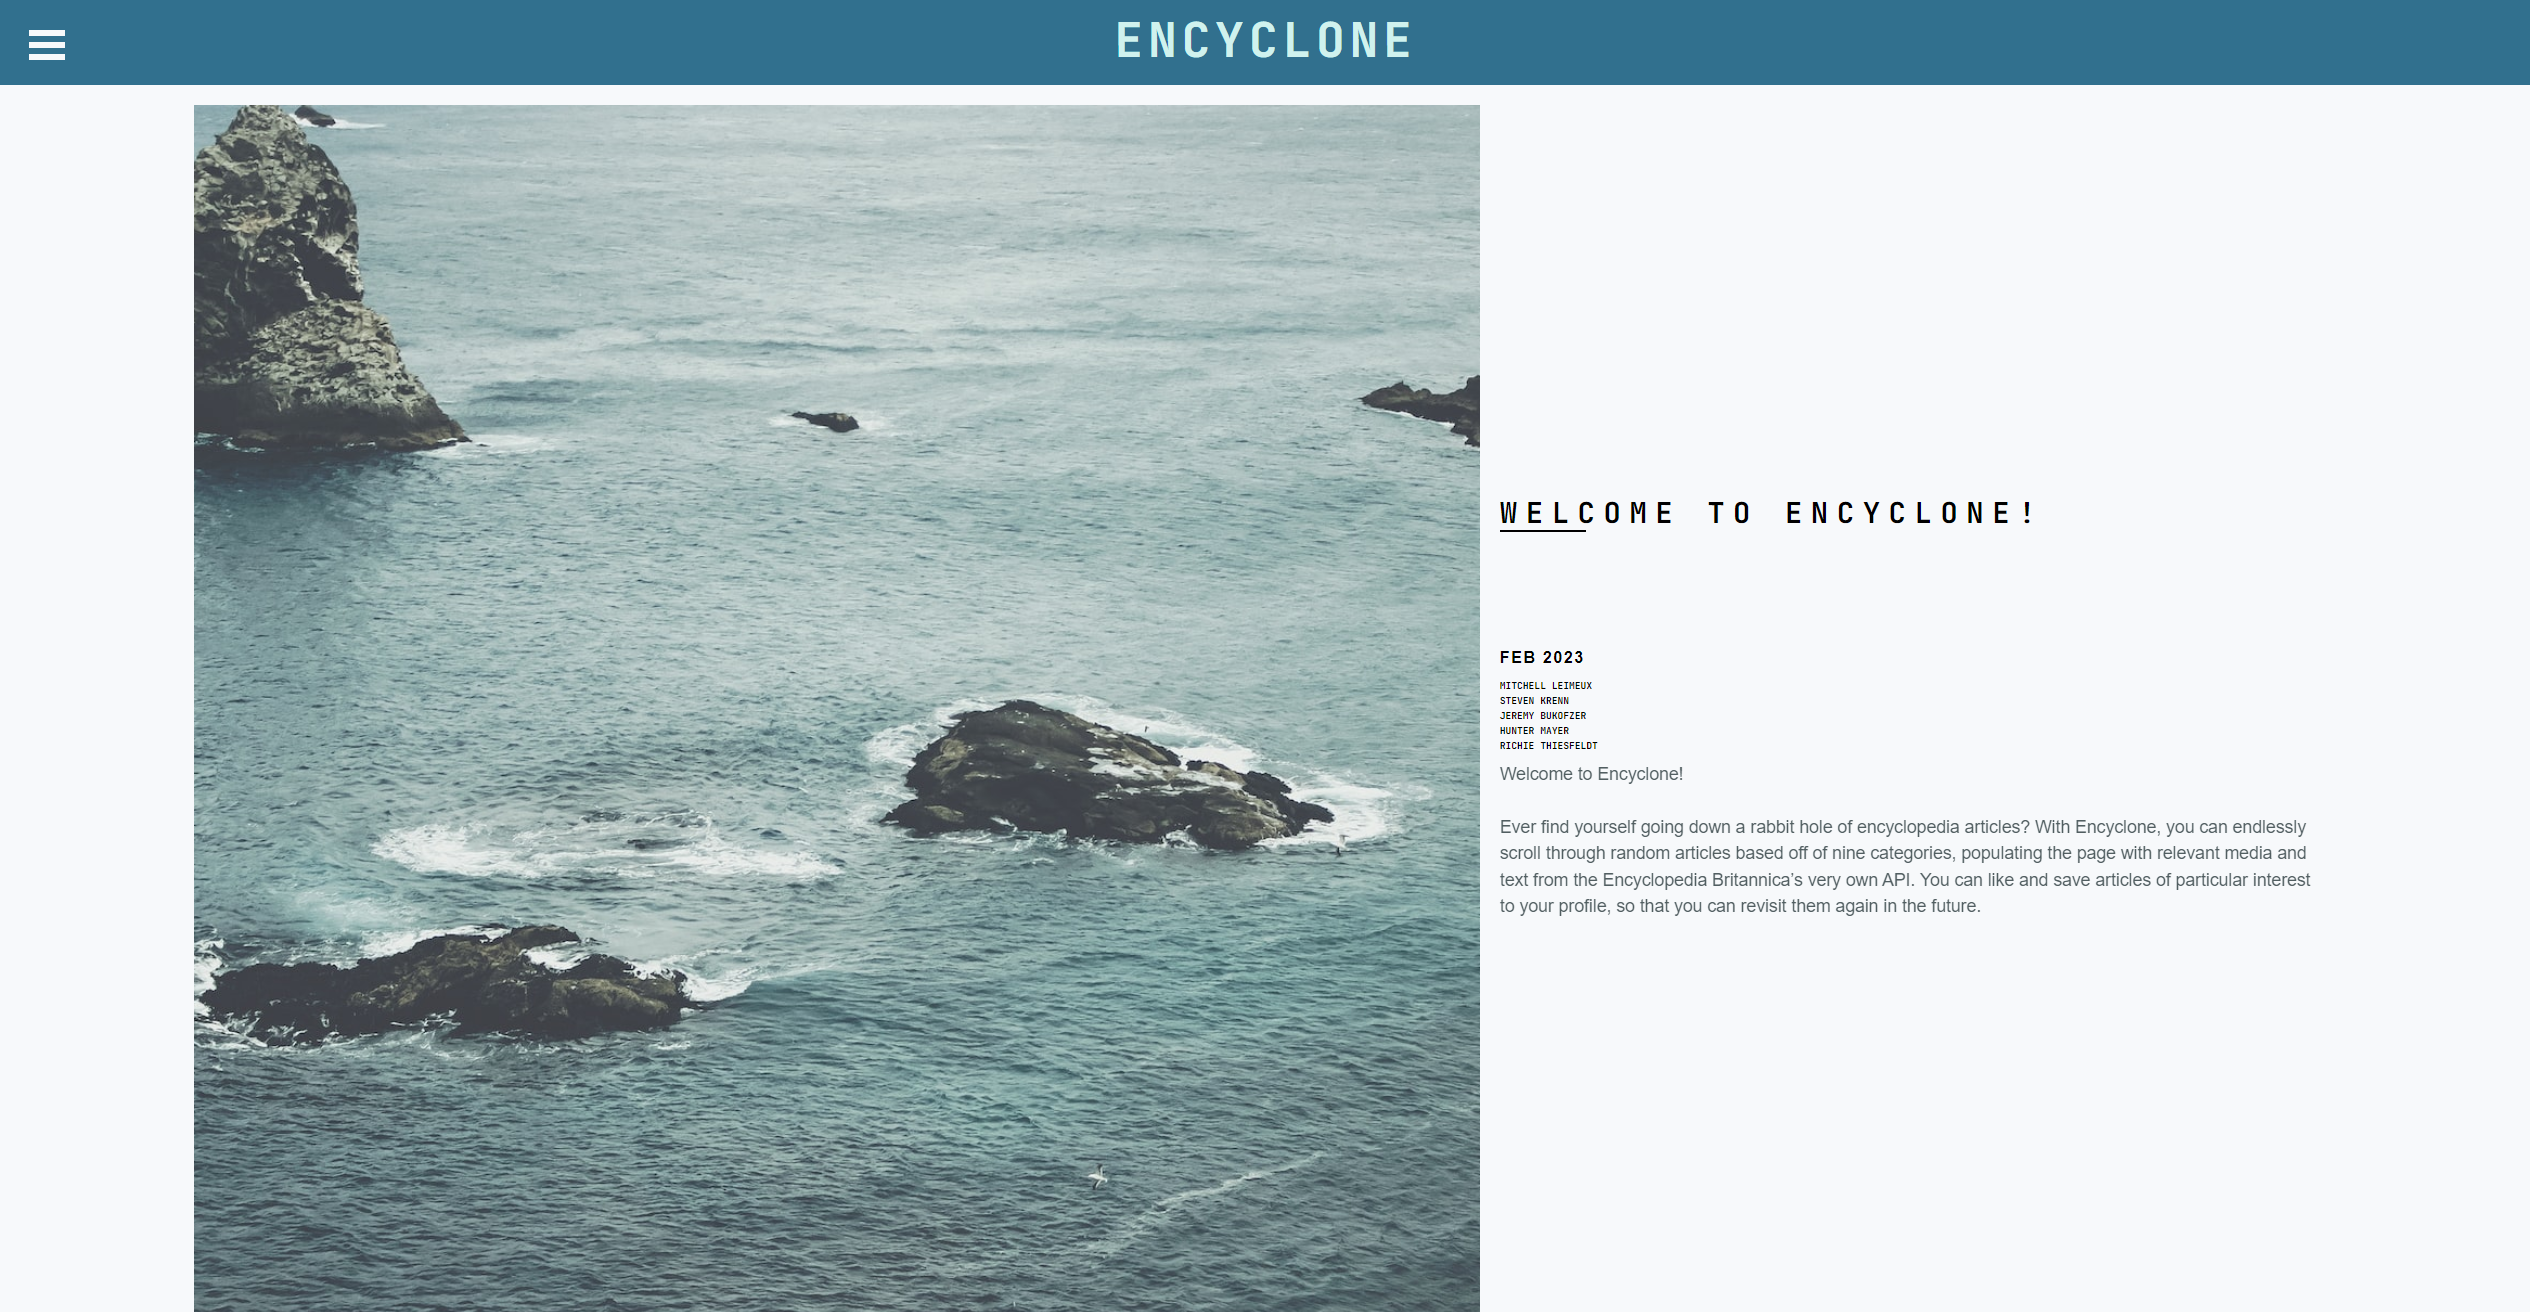 ENCYCLONE
WELCOME TO ENCYCLONE!
FEB 2023
MITCHELL LEIMEUX
STEVEN KRENN
JEREMY BUKOFZER
HUNTER MAYER
RICHIE THIESFELDT
Welcome to Encyclone!
Ever find yourself going down a rabbit hole of encyclopedia articles? With Encyclone, you can endlessly
scroll through random articles based off of nine categories, populating the page with relevant media and
text from the Encyclopedia Britannica’s very own API. You can like and save articles of particular interest
to your profile, so that you can revisit them again in the future.